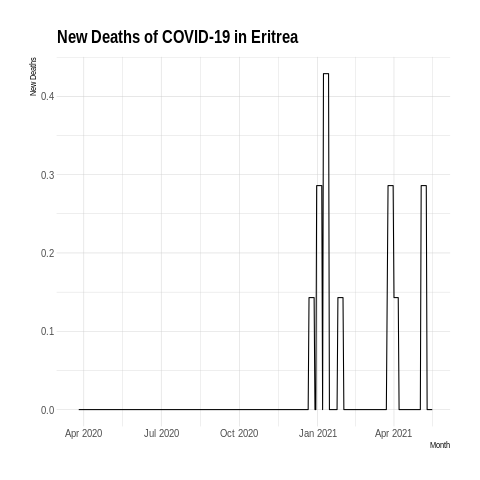 New Deaths of COVID-19 in Eritrea
New Deaths
0.4
0.3
0.2
0.1
0.0
Apr 2020 Jul 2020 Oct 2020 Jan 2021 Apr 2021
Month